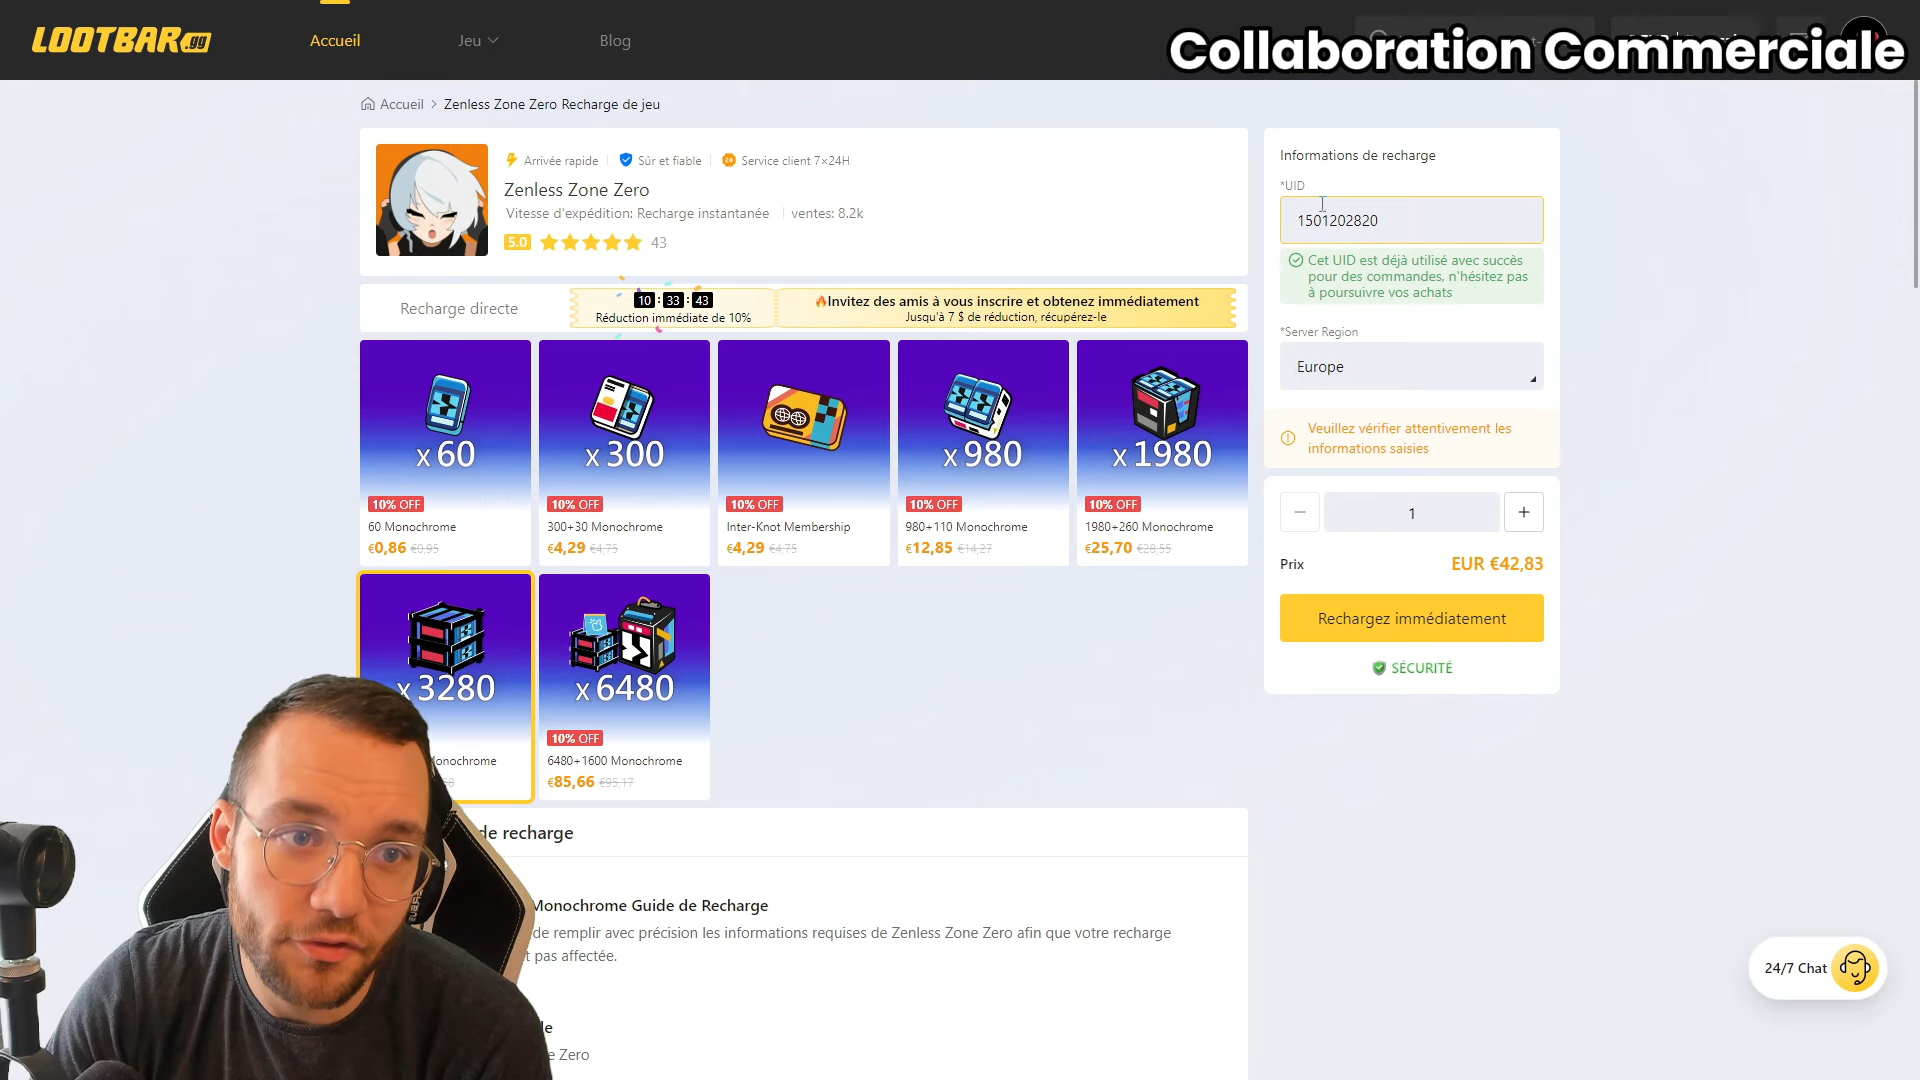 LOOTBAR.gg
Accueil
Jeu
Blog
Collaboration Commerciale
Accueil > Zenless Zone Zero Recharge de jeu
Arrivée rapide
Sûr et fiable
Service client 7×24H
Zenless Zone Zero
Vitesse d'expédition: Recharge instantanée
ventes: 8.2k
5.0
43
Recharge directe
10 : 33 : 43
Réduction immédiate de 10%
Invitez des amis à vous inscrire et obtenez immédiatement
Jusqu'à 7 $ de réduction, récupérez-le
x 60
10% OFF
60 Monochrome
€0,86 €0,95
x 300
10% OFF
300+30 Monochrome
€4,29 €4,75
10% OFF
Inter-Knot Membership
€4,29 €4,75
x 980
10% OFF
980+110 Monochrome
€12,85 €14,27
x 1980
10% OFF
1980+260 Monochrome
€25,70 €28,55
x 3280
Monochrome
x 6480
10% OFF
6480+1600 Monochrome
€85,66 €95,17
de recharge
Monochrome Guide de Recharge
de remplir avec précision les informations requises de Zenless Zone Zero afin que votre recharge
t pas affectée.
le
e Zero
Informations de recharge
*UID
1501202820
Cet UID est déjà utilisé avec succès
pour des commandes, n'hésitez pas
à poursuivre vos achats
*Server Region
Europe
Veuillez vérifier attentivement les
informations saisies
1
Prix
EUR €42,83
Rechargez immédiatement
SÉCURITÉ
24/7 Chat